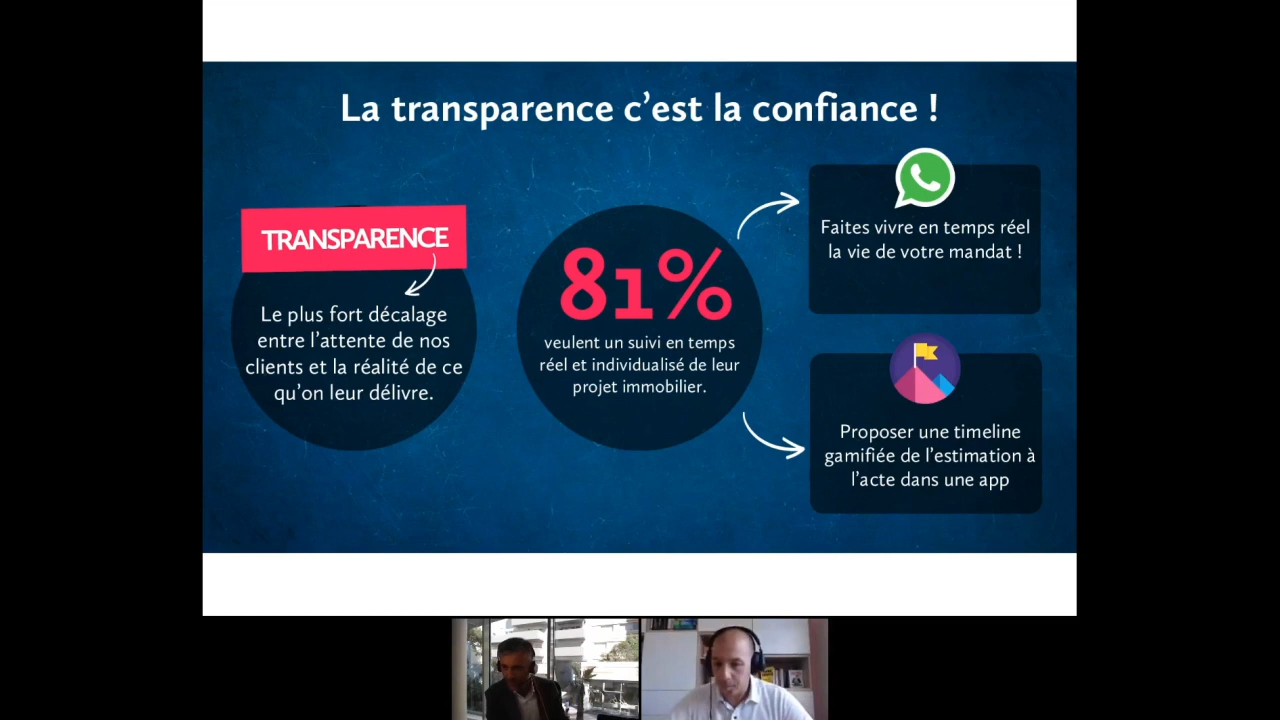 La transparence c’est la confiance !
TRANSPARENCE
Le plus fort décalage
entre l’attente de nos
clients et la réalité de ce
qu’on leur délivre.
81%
veulent un suivi en temps
réel et individualisé de leur
projet immobilier.
Faites vivre en temps réel
la vie de votre mandat !
Proposer une timeline
gamifiée de l’estimation à
l’acte dans une app